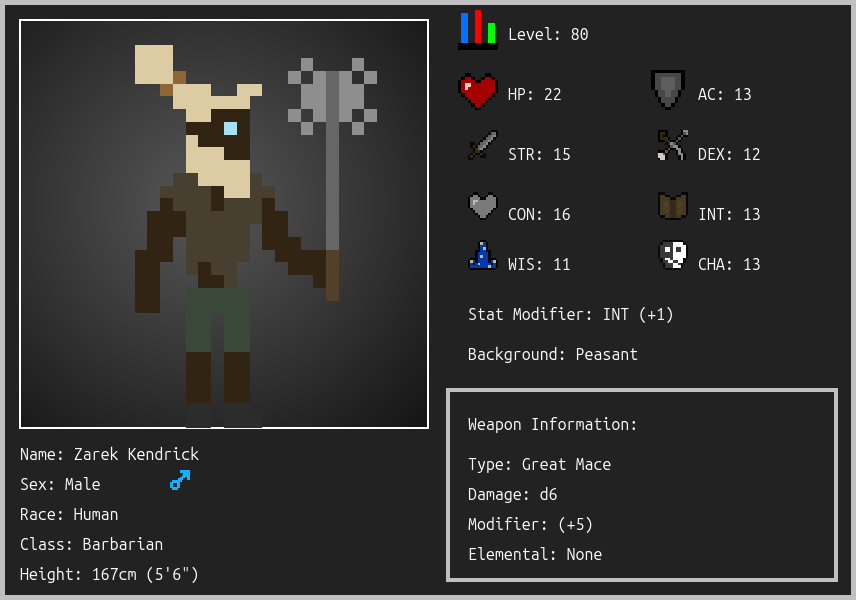 Level: 80
HP: 22
AC: 13
STR: 15
DEX: 12
CON: 16
INT: 13
WIS: 11
CHA: 13
Stat Modifier: INT (+1)
Background: Peasant
Weapon Information:
Type: Great Mace
Damage: d6
Modifier: (+5)
Elemental: None
Name: Zarek Kendrick
Sex: Male
Race: Human
Class: Barbarian
Height: 167cm (5'6")